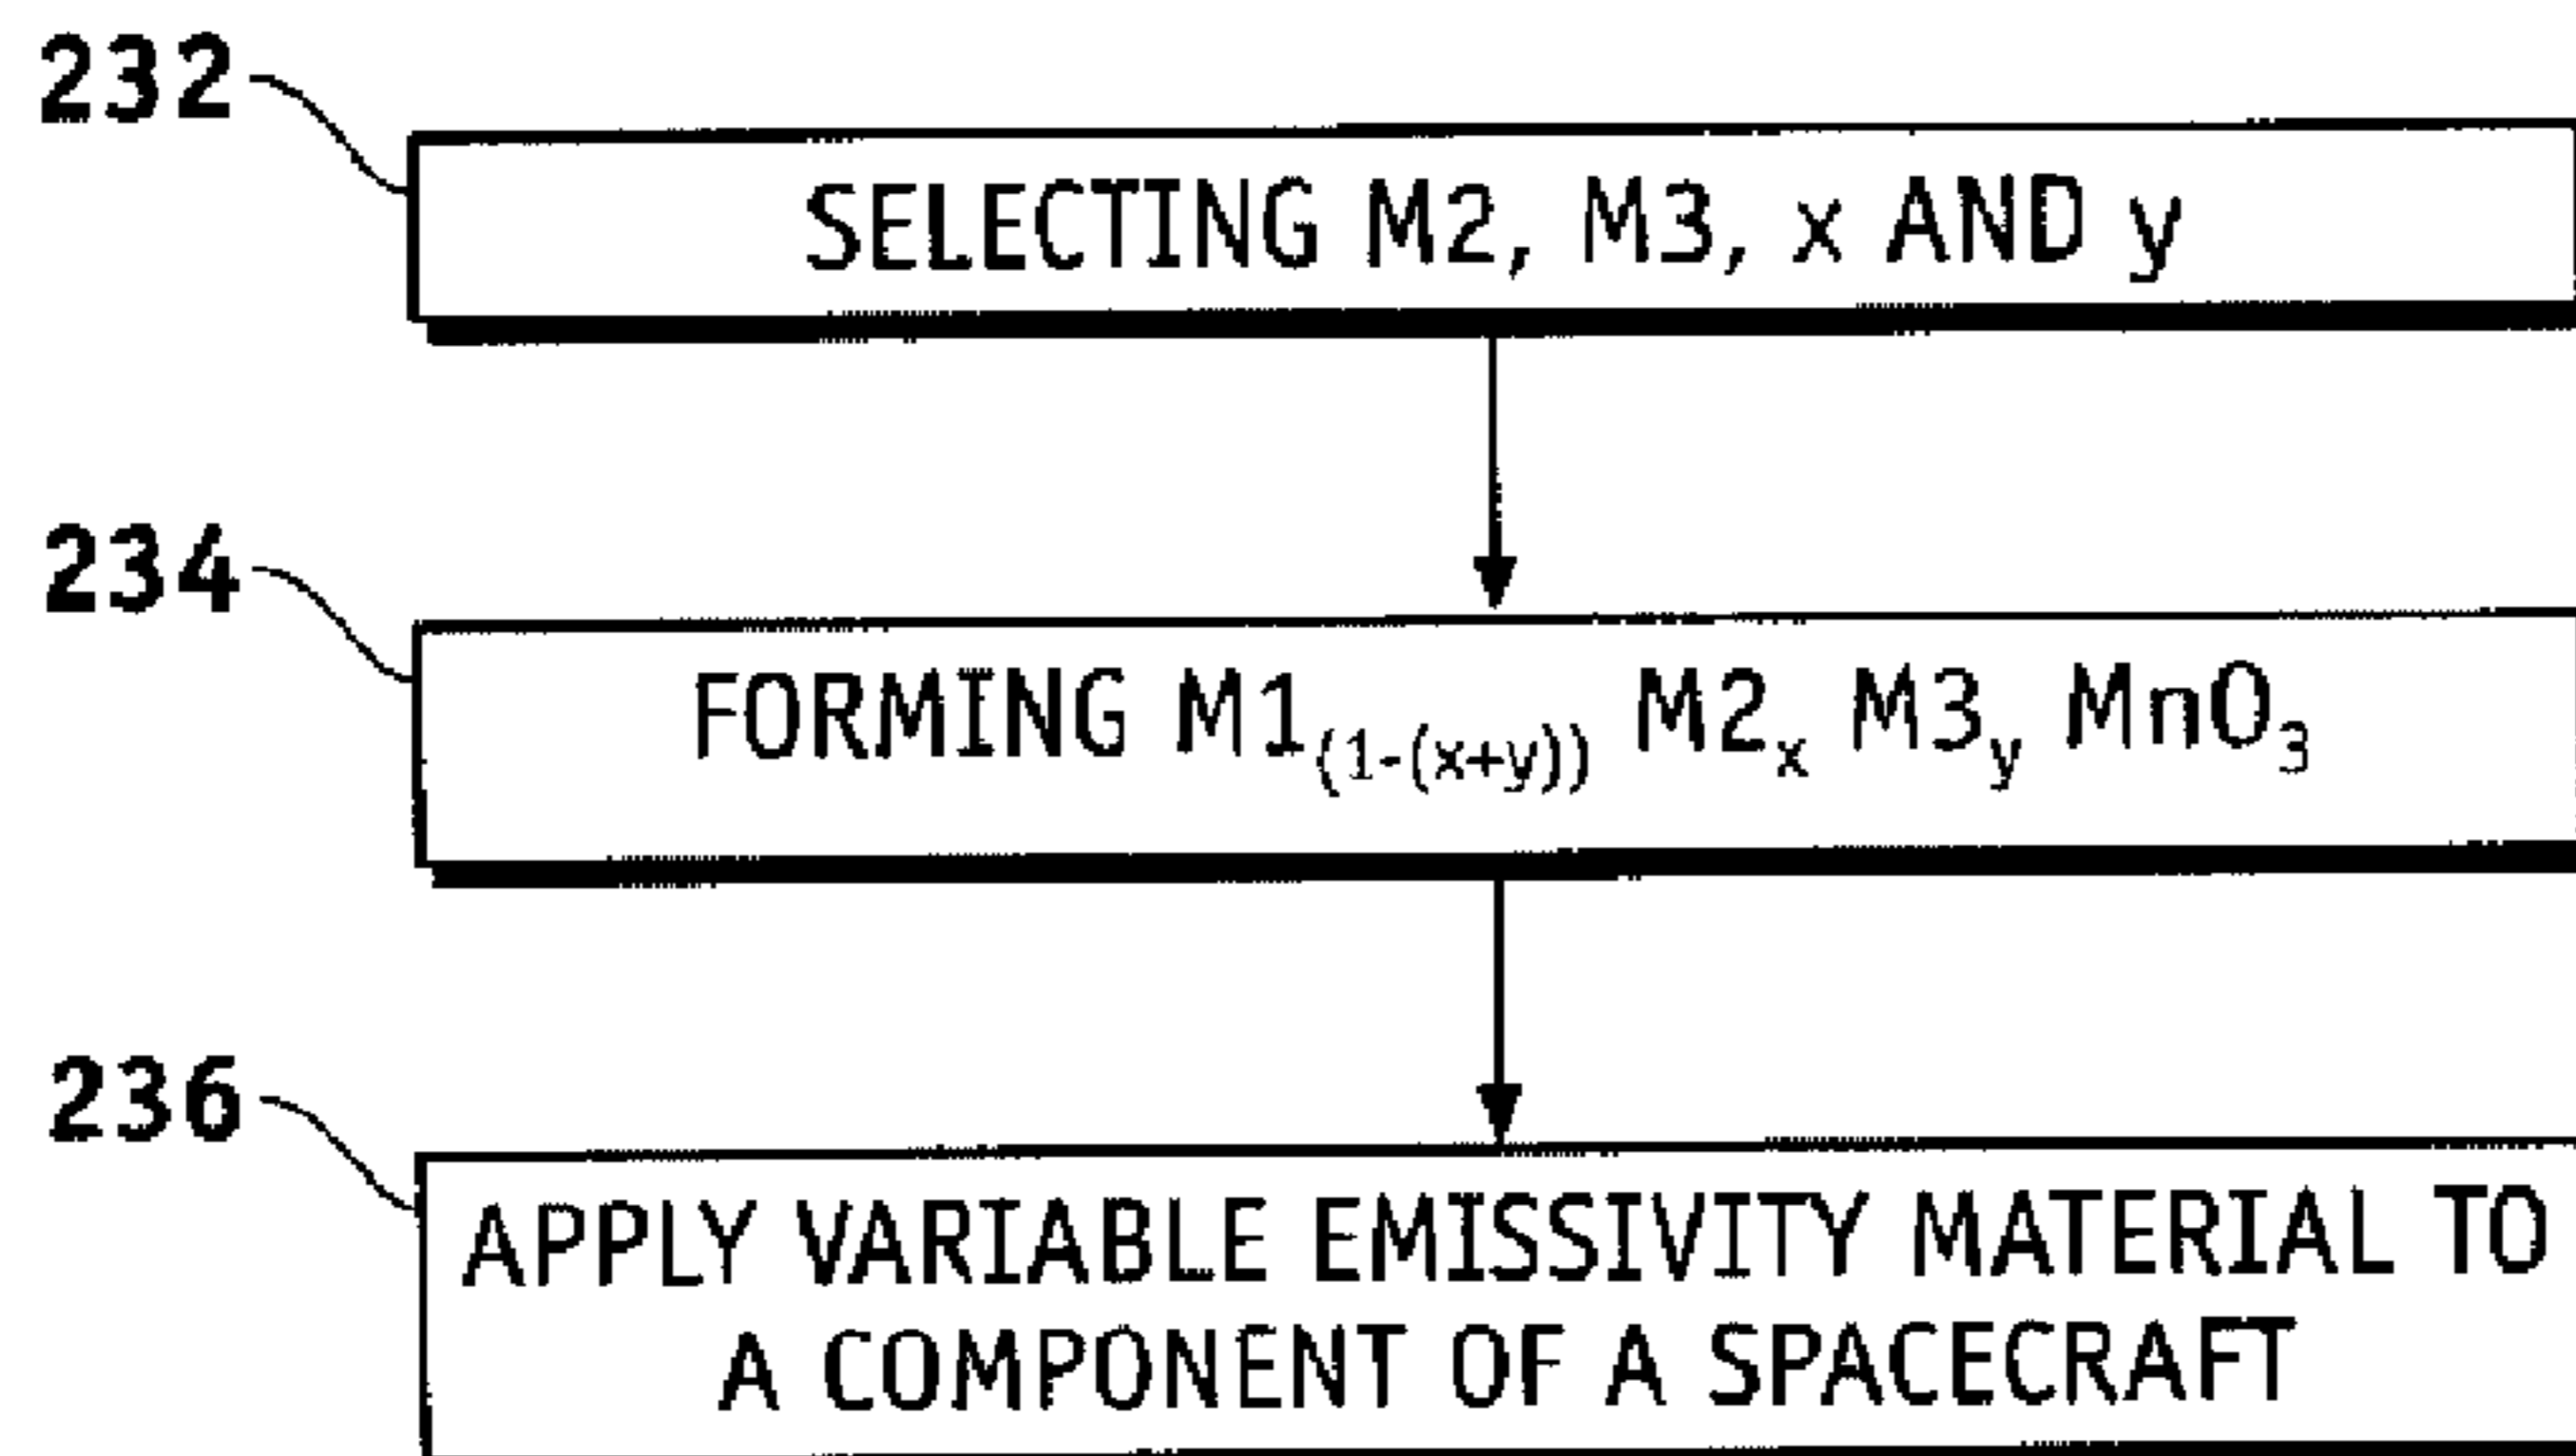 232
SELECTING M2, M3, x AND y
234
FORMING M1(1-(x+y)) M2x M3y MnO3
236
APPLY VARIABLE EMISSIVITY MATERIAL TO
A COMPONENT OF A SPACECRAFT